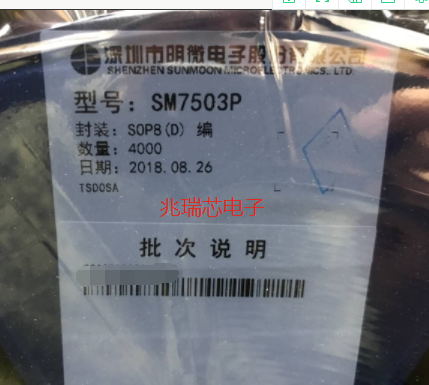 深圳市明微电子股份有限公司
SHENZHEN SUNMOON MICROELECTRONICS., LTD
型号: SM7503P
封装: SOP8(D) 编
数量: 4000
日期: 2018.08.26
TSDDSA
兆瑞芯电子
批次说明